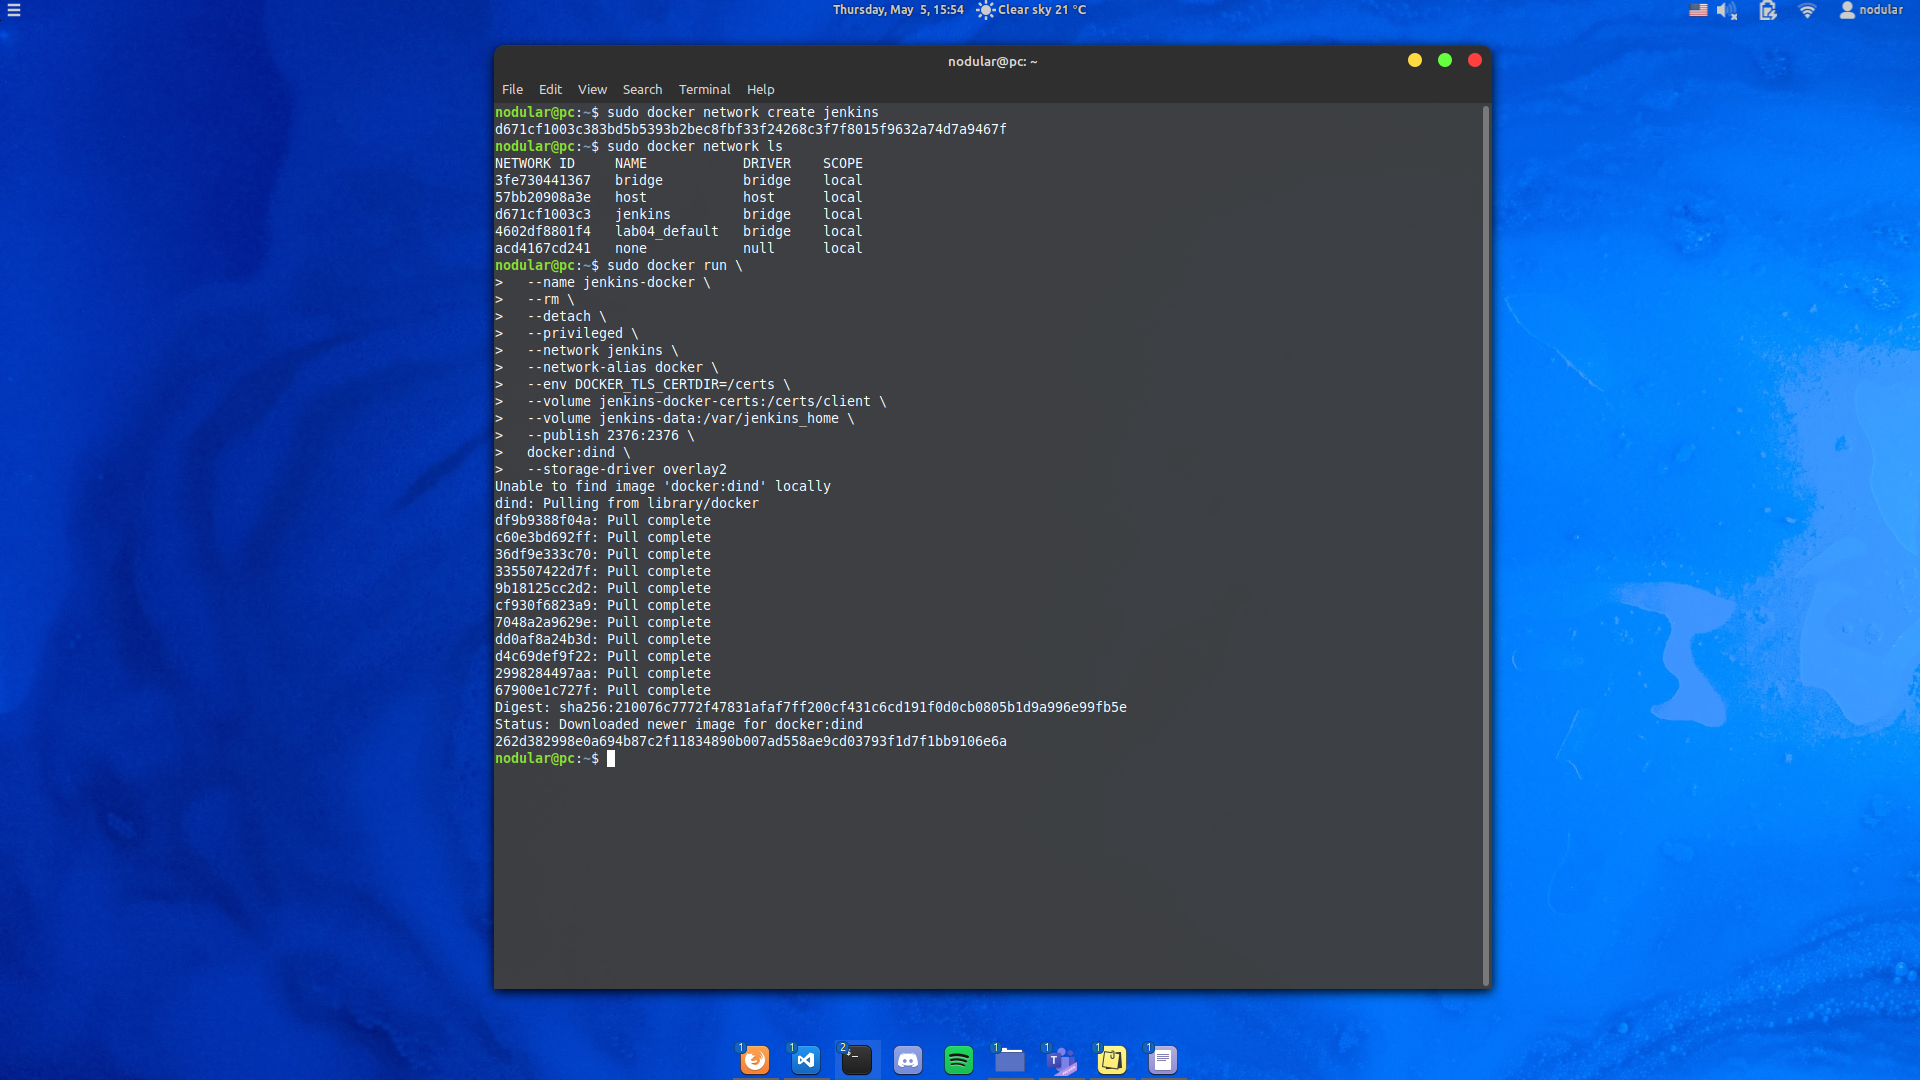 Thursday, May  5, 15:54 Clear sky 21 °C nodular
nodular@pc: ~
File Edit View Search Terminal Help
nodular@pc:~$ sudo docker network create jenkins
d671cf1003c383bd5b5393b2bec8fbf33f24268c3f7f8015f9632a74d7a9467f
nodular@pc:~$ sudo docker network ls
NETWORK ID     NAME            DRIVER    SCOPE
3fe730441367   bridge          bridge    local
57bb20908a3e   host            host      local
d671cf1003c3   jenkins         bridge    local
4602df8801f4   lab04_default   bridge    local
acd4167cd241   none            null      local
nodular@pc:~$ sudo docker run \
>   --name jenkins-docker \
>   --rm \
>   --detach \
>   --privileged \
>   --network jenkins \
>   --network-alias docker \
>   --env DOCKER_TLS_CERTDIR=/certs \
>   --volume jenkins-docker-certs:/certs/client \
>   --volume jenkins-data:/var/jenkins_home \
>   --publish 2376:2376 \
>   docker:dind \
>   --storage-driver overlay2
Unable to find image 'docker:dind' locally
dind: Pulling from library/docker
df9b9388f04a: Pull complete
c60e3bd692ff: Pull complete
36df9e333c70: Pull complete
335507422d7f: Pull complete
9b18125cc2d2: Pull complete
cf930f6823a9: Pull complete
7048a2a9629e: Pull complete
dd0af8a24b3d: Pull complete
d4c69def9f22: Pull complete
2998284497aa: Pull complete
67900e1c727f: Pull complete
Digest: sha256:210076c7772f47831afaf7ff200cf431c6cd191f0d0cb0805b1d9a996e99fb5e
Status: Downloaded newer image for docker:dind
262d382998e0a694b87c2f11834890b007ad558ae9cd03793f1d7f1bb9106e6a
nodular@pc:~$
1 1 2 1 1 1 1